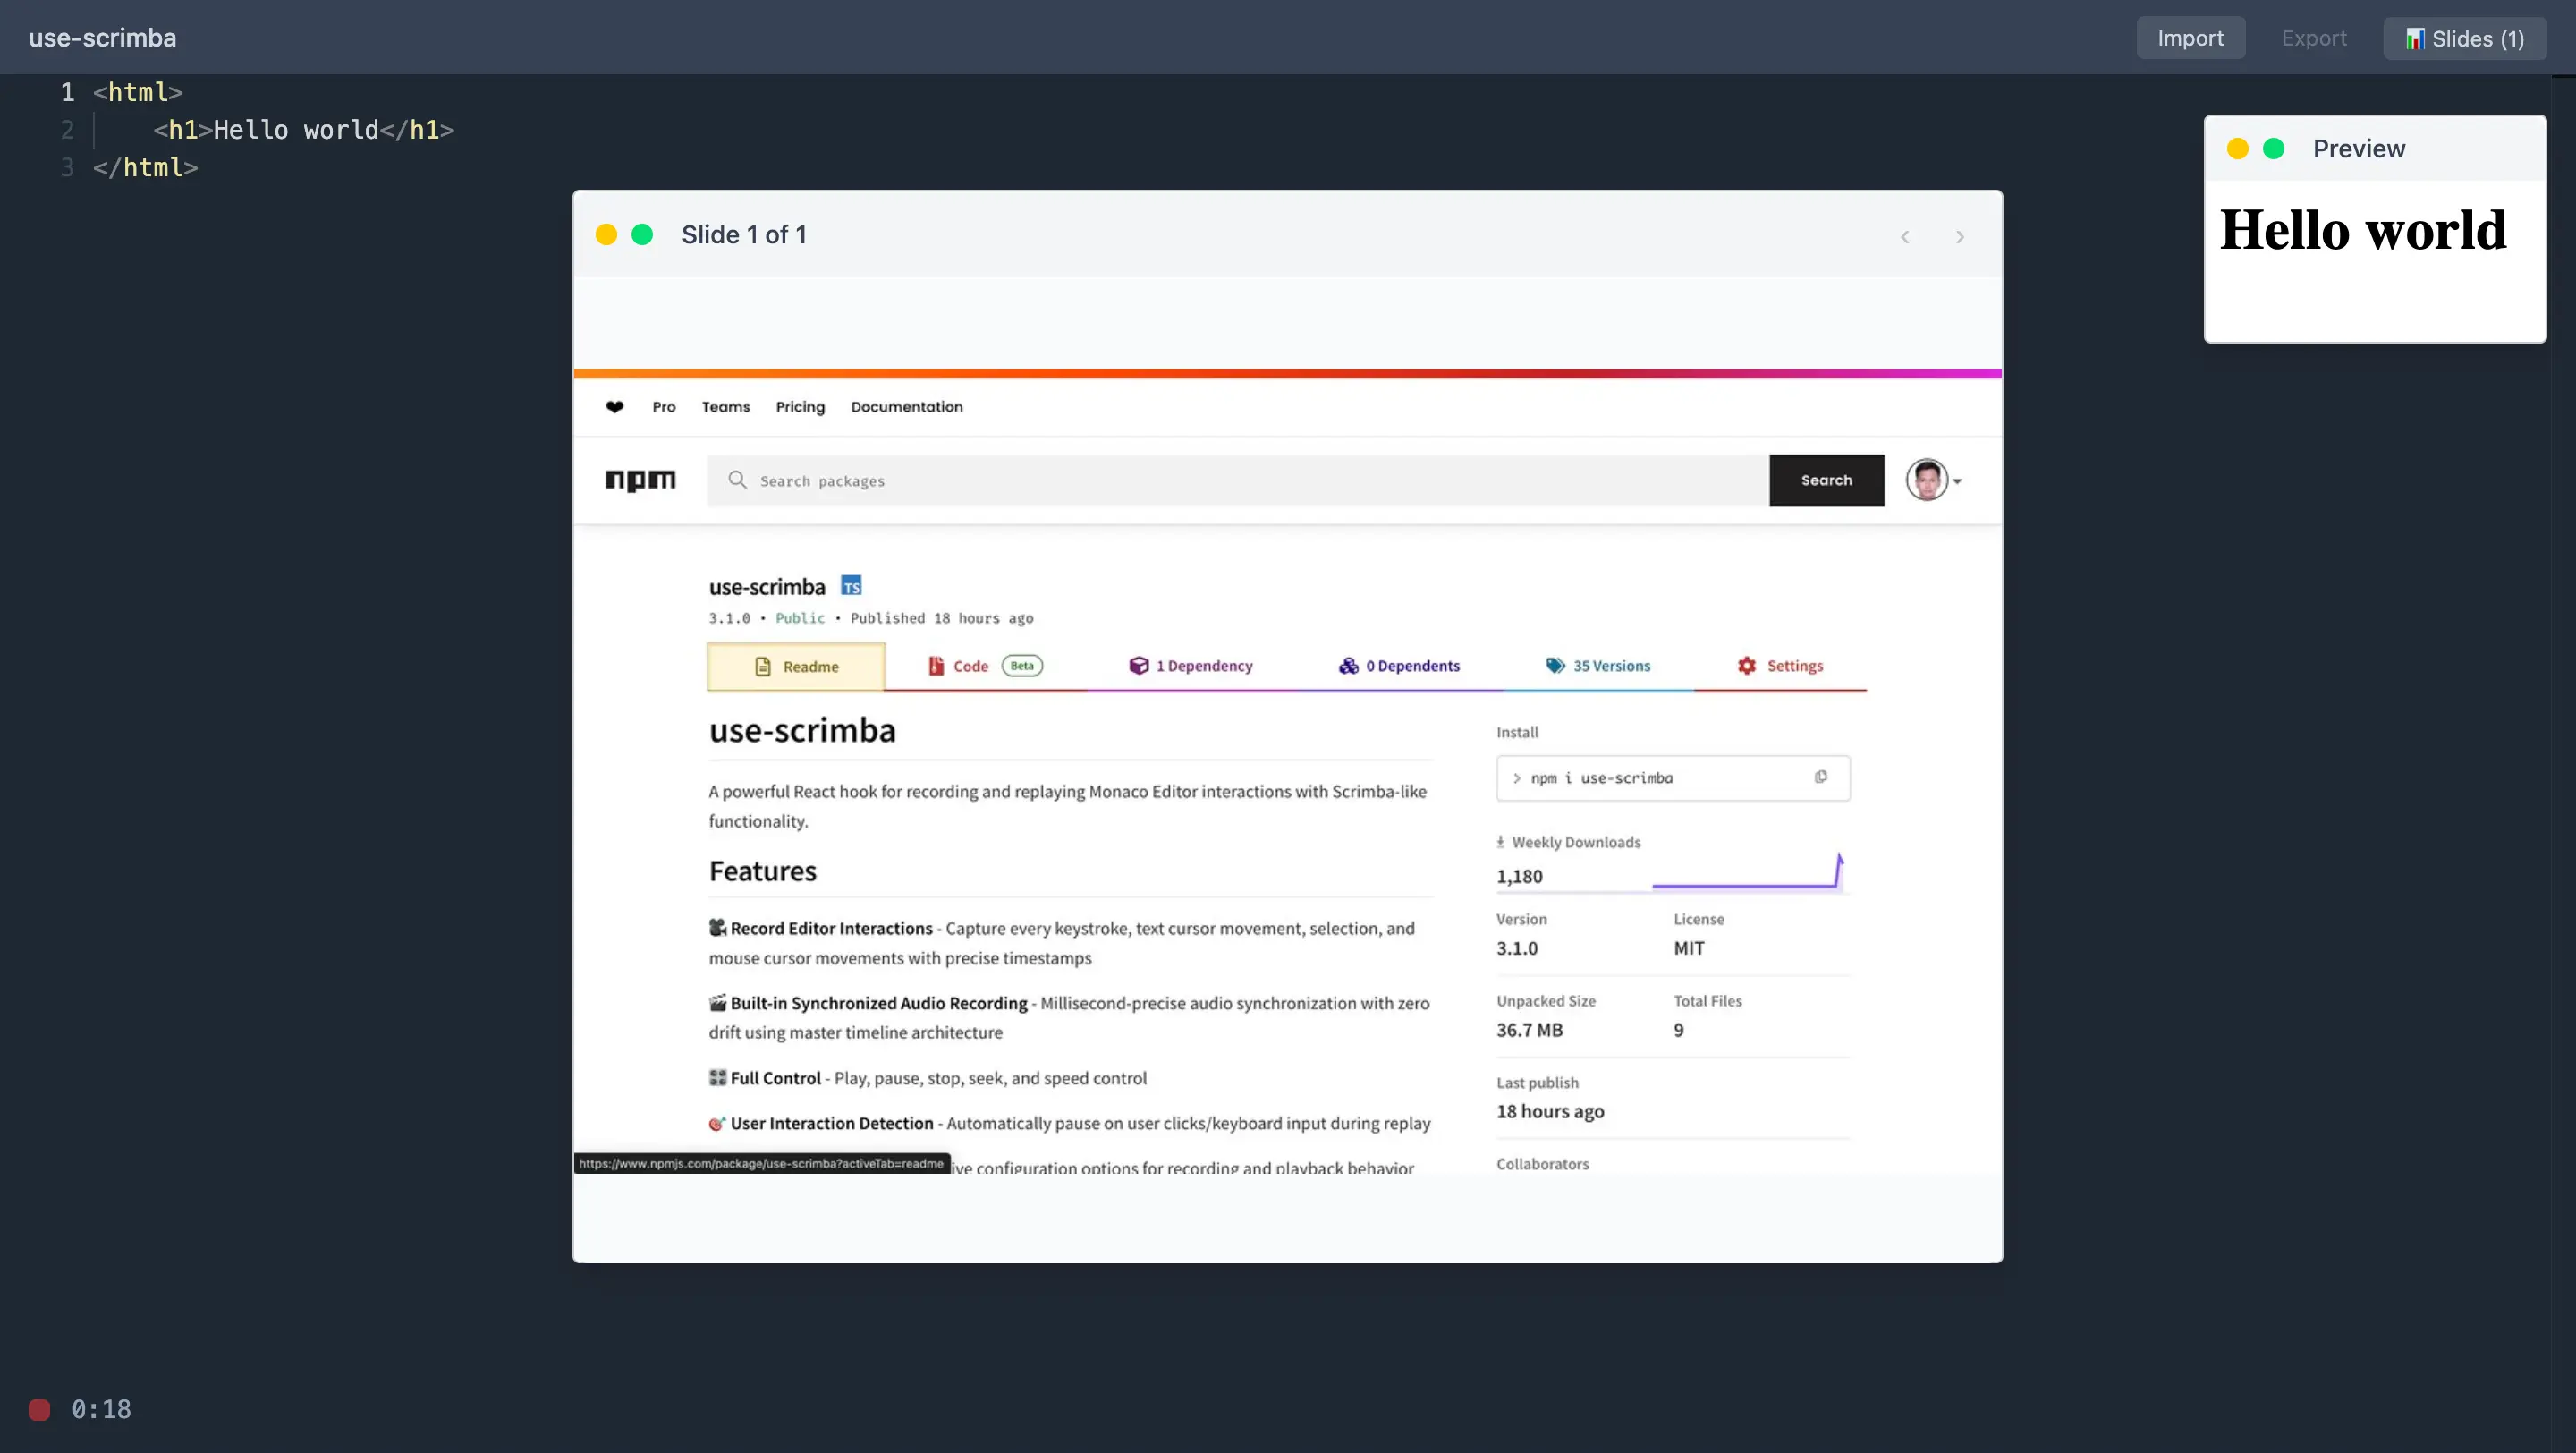 use-scrimba
Import
Export
Slides (1)
1 <html>
2 <h1>Hello world</h1>
3 </html>
Preview
Hello world
Slide 1 of 1
Pro Teams Pricing Documentation
npm
Search packages
Search
use-scrimba TS
3.1.0 • Public • Published 18 hours ago
Readme
Code Beta
1 Dependency
0 Dependents
35 Versions
Settings
use-scrimba
A powerful React hook for recording and replaying Monaco Editor interactions with Scrimba-like
functionality.
Features
Record Editor Interactions - Capture every keystroke, text cursor movement, selection, and
mouse cursor movements with precise timestamps
Built-in Synchronized Audio Recording - Millisecond-precise audio synchronization with zero
drift using master timeline architecture
Full Control - Play, pause, stop, seek, and speed control
User Interaction Detection - Automatically pause on user clicks/keyboard input during replay
ive configuration options for recording and playback behavior
https://www.npmjs.com/package/use-scrimba?activeTab=readme
Install
> npm i use-scrimba
Weekly Downloads
1,180
Version License
3.1.0 MIT
Unpacked Size Total Files
36.7 MB 9
Last publish
18 hours ago
Collaborators
0:18